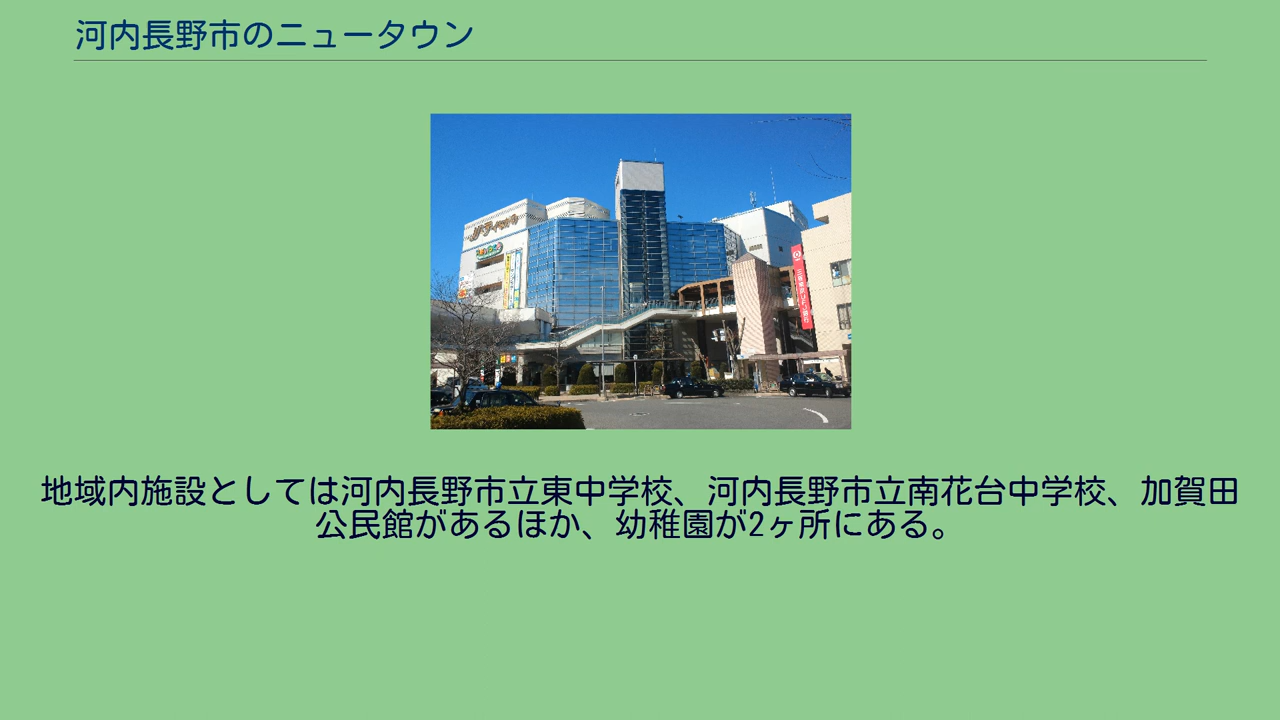 河内長野市のニュータウン
地域内施設としては河内長野市立東中学校、河内長野市立南花台中学校、加賀田
公民館があるほか、幼稚園が2ヶ所にある。